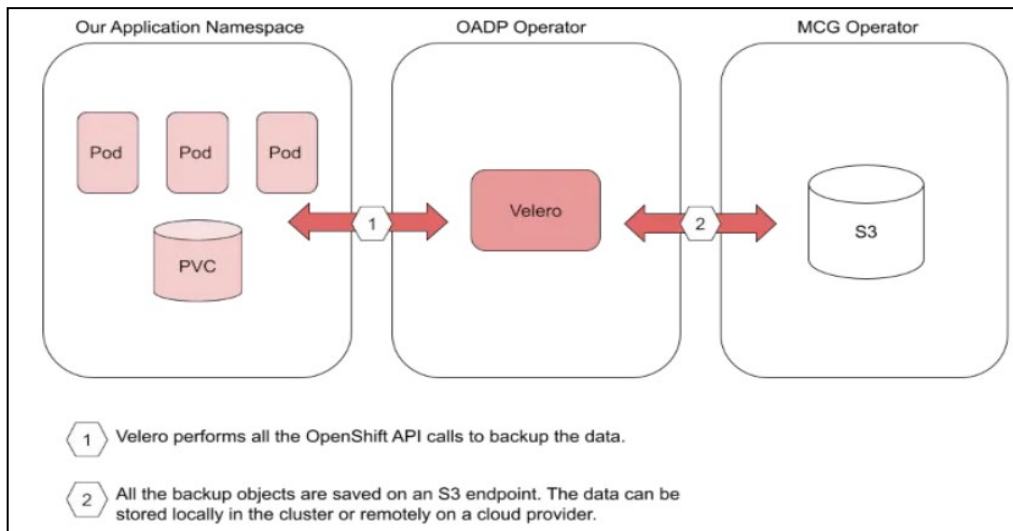 Our Application Namespace
OADP Operator
MCG Operator
Pod
Pod
Pod
PVC
1
Velero
2
S3
1
Velero performs all the OpenShift API calls to backup the data.
2
All the backup objects are saved on an S3 endpoint. The data can be
stored locally in the cluster or remotely on a cloud provider.